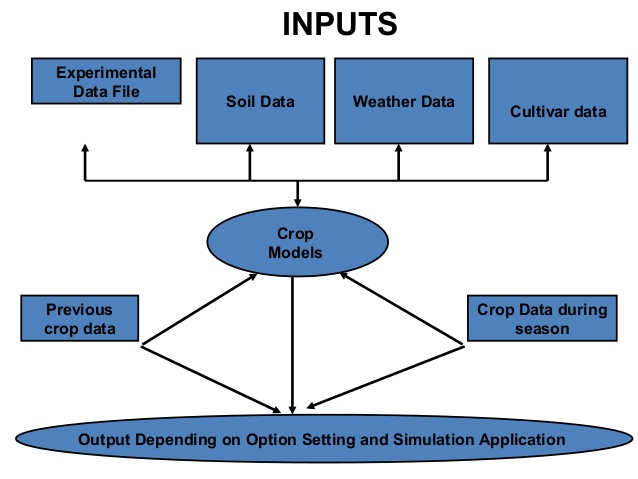 INPUTS
Experimental
Data File
Soil Data
Weather Data
Cultivar data
Crop
Models
Previous
crop data
Crop Data during
season
Output Depending on Option Setting and Simulation Application